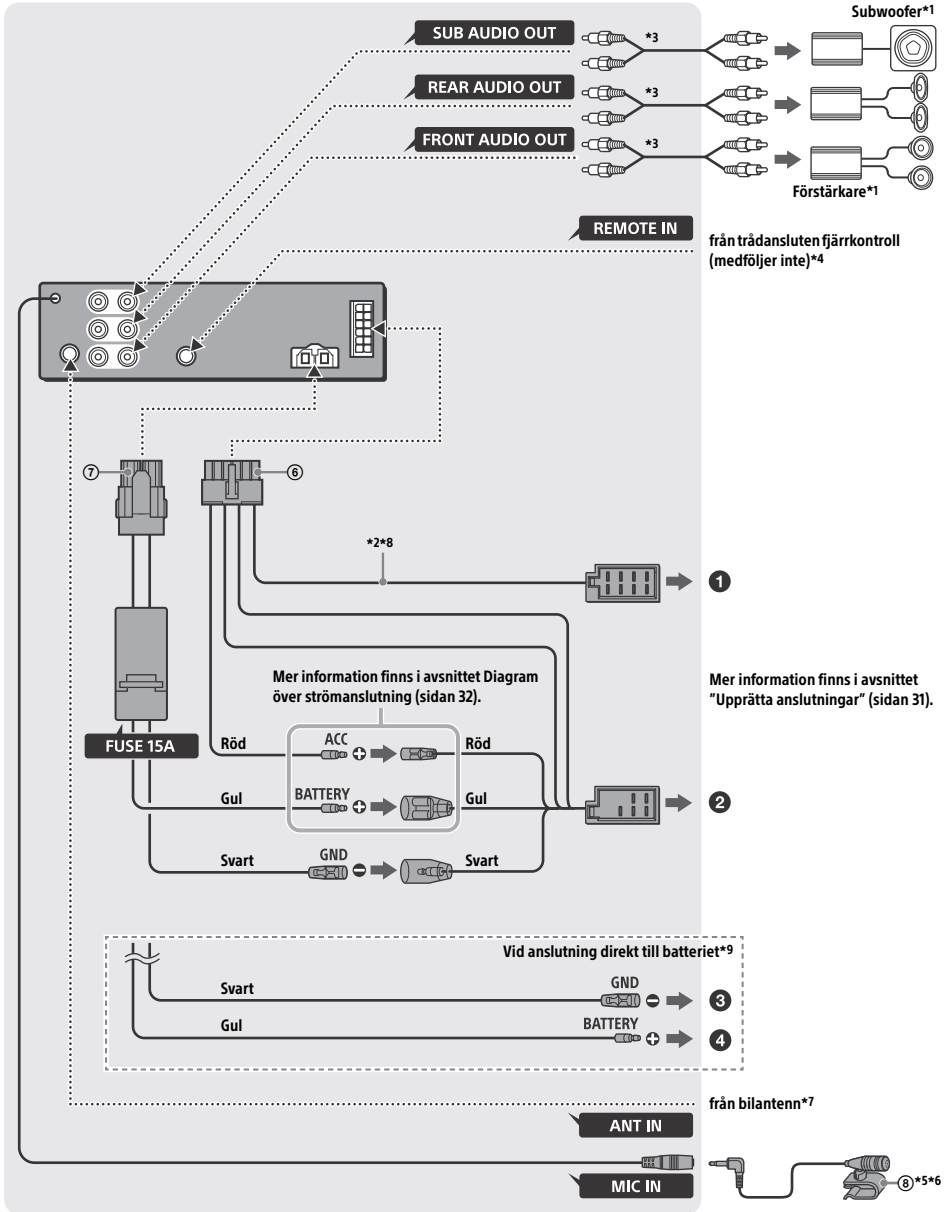 Subwoofer*1
SUB AUDIO OUT
*3
REAR AUDIO OUT
*3
FRONT AUDIO OUT
*3
Förstärkare*1
REMOTE IN
från trådansluten fjärrkontroll
(medföljer inte)*4
⑦
⑥
*2*8
❶
Mer information finns i avsnittet Diagram
över strömanslutning (sidan 32).
Mer information finns i avsnittet
"Upprätta anslutningar" (sidan 31).
FUSE 15A
Röd
ACC
Röd
Gul
BATTERY
Gul
❷
Svart
GND
Svart
Vid anslutning direkt till batteriet*9
Svart
GND
❸
Gul
BATTERY
❹
från bilantenn*7
ANT IN
MIC IN
⑧*5*6